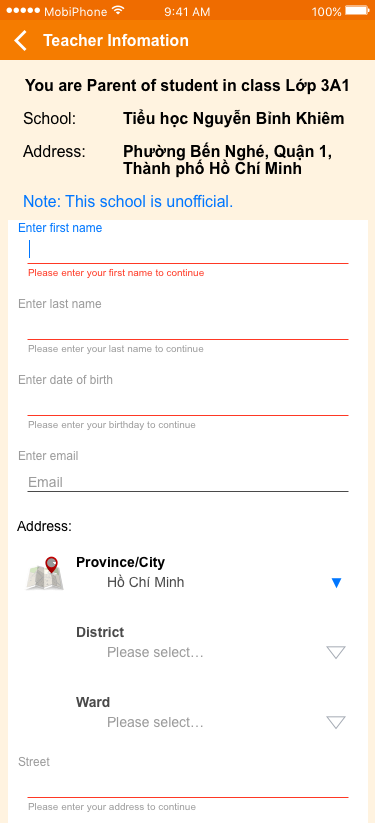 MobiPhone 9:41 AM 100%
Teacher Infomation
You are Parent of student in class Lớp 3A1
School: Tiểu học Nguyễn Bỉnh Khiêm
Address: Phường Bến Nghé, Quận 1,
Thành phố Hồ Chí Minh
Note: This school is unofficial.
Enter first name
Please enter your first name to continue
Enter last name
Please enter your last name to continue
Enter date of birth
Please enter your birthday to continue
Enter email
Email
Address:
Province/City
Hồ Chí Minh
District
Please select...
Ward
Please select...
Street
Please enter your address to continue